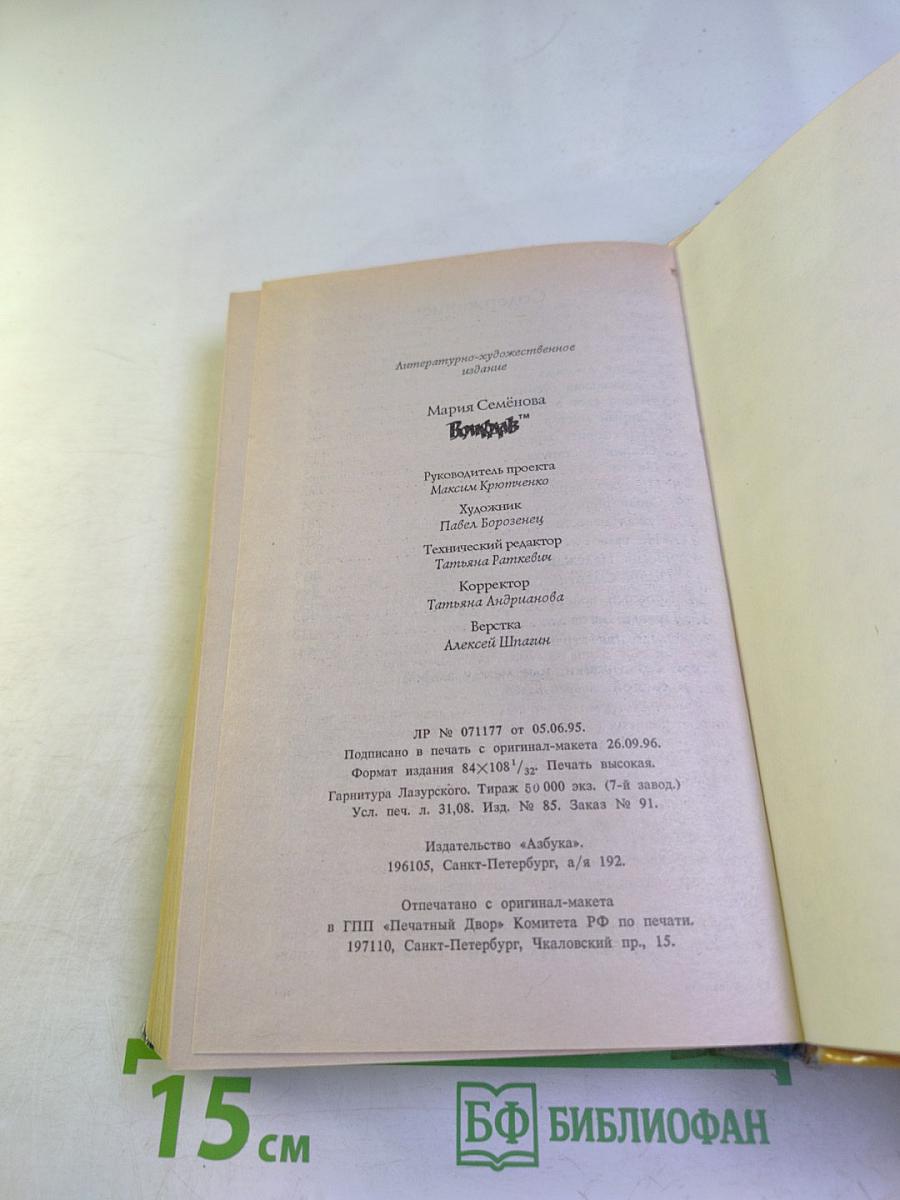 Литературно-художественное
издание
Мария Семёнова
Волкодав™
Руководитель проекта
Максим Крютченко
Художник
Павел Борозенец
Технический редактор
Татьяна Раткевич
Корректор
Татьяна Андрианова
Верстка
Алексей Шпагин
ЛР № 071177 от 05.06.95.
Подписано в печать с оригинал-макета 26.09.96.
Формат издания 84×108 1/32. Печать высокая.
Гарнитура Лазурского. Тираж 50 000 экз. (7-й завод.)
Усл. печ. л. 31,08. Изд. № 85. Заказ № 91.
Издательство «Азбука».
196105, Санкт-Петербург, а/я 192.
Отпечатано с оригинал-макета
в ГПП «Печатный Двор» Комитета РФ по печати.
197110, Санкт-Петербург, Чкаловский пр., 15.
15 см
БФ БИБЛИОФАН